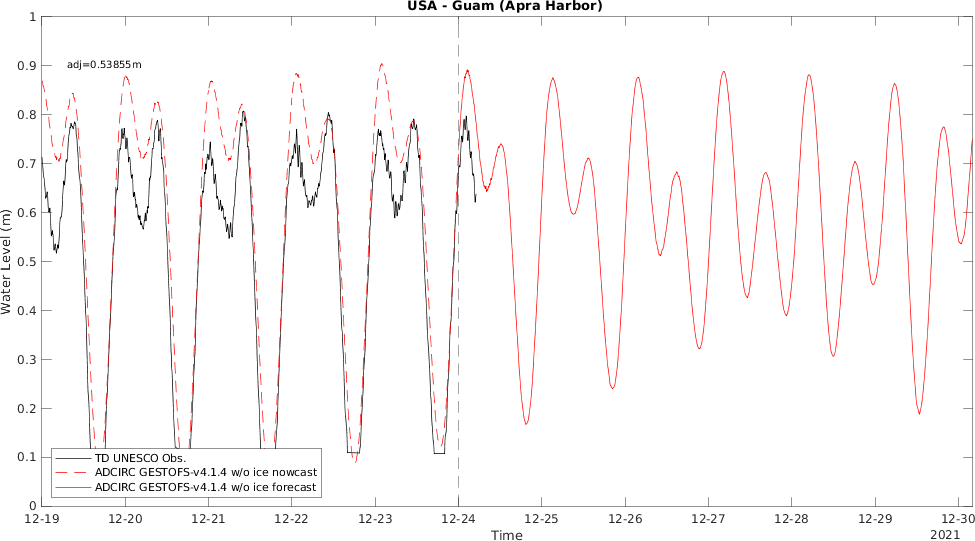 USA - Guam (Apra Harbor)
adj=0.53855m
Water Level (m)
1
0.9
0.8
0.7
0.6
0.5
0.4
0.3
0.2
0.1
0
TD UNESCO Obs.
ADCIRC GESTOFS-v4.1.4 w/o ice nowcast
ADCIRC GESTOFS-v4.1.4 w/o ice forecast
12-19 12-20 12-21 12-22 12-23 12-24 12-25 12-26 12-27 12-28 12-29 12-30
Time
2021